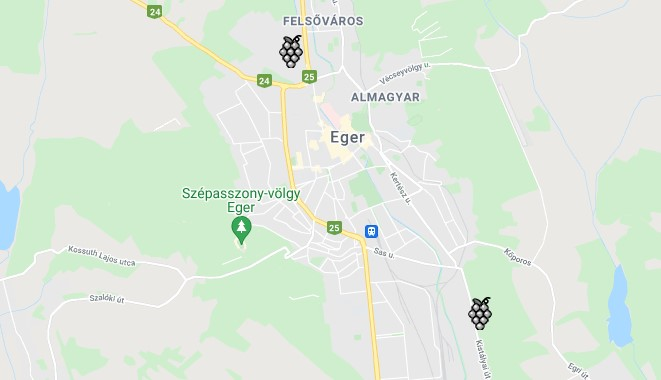 24
FELSŐVÁROS
24
25
Vécseyvölgy u.
ALMAGYAR
Eger
Kertész u.
Szépasszony-völgy
Eger
25
Sas u.
Kossuth Lajos utca
Kőporos
Szalóki út
Kistályai út
Egri út